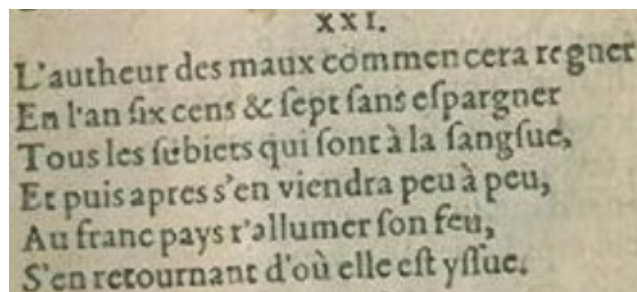 XXI.
L'autheur des maux commencera regner
En l'an ſix cens & ſept ſans eſpargner
Tous les ſubiets qui ſont à la ſangſue,
Et puis apres s'en viendra peu à peu,
Au franc pays r'allumer ſon feu,
S'en retournant d'où elle eſt yſſue.